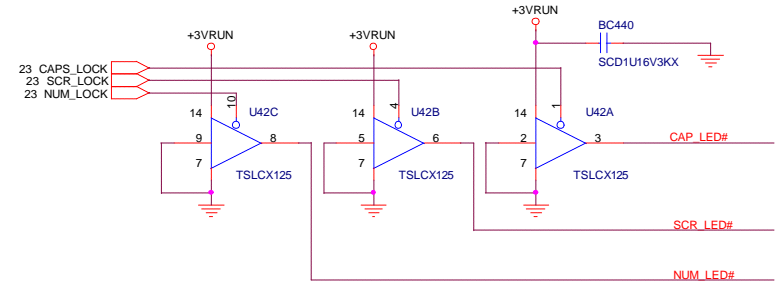 +3VRUN
BC440
+3VRUN
+3VRUN
SCD1U16V3KX
23 CAPS_LOCK
23 SCR_LOCK
23 NUM_LOCK
10
4
1
14
U42C
14
U42B
14
U42A
9
8
5
6
2
3
CAP_LED#
7
TSLCX125
7
TSLCX125
7
TSLCX125
SCR_LED#
NUM_LED#